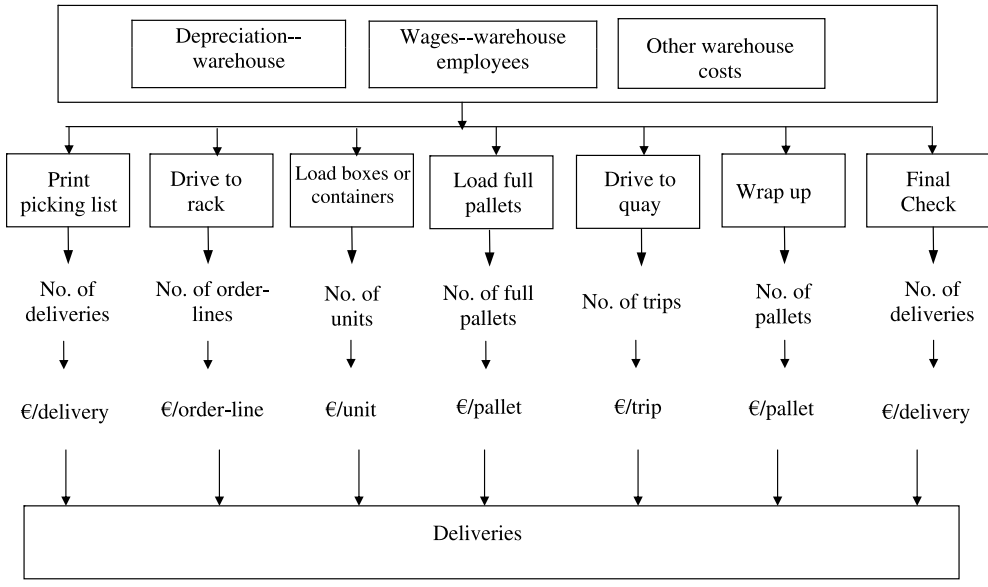 Depreciation--
warehouse
Wages--warehouse
employees
Other warehouse
costs
Print
picking list
Drive to
rack
Load boxes or
containers
Load full
pallets
Drive to
quay
Wrap up
Final
Check
No. of
deliveries
No. of order-
lines
No. of
units
No. of full
pallets
No. of trips
No. of
pallets
No. of
deliveries
€/delivery
€/order-line
€/unit
€/pallet
€/trip
€/pallet
€/delivery
Deliveries